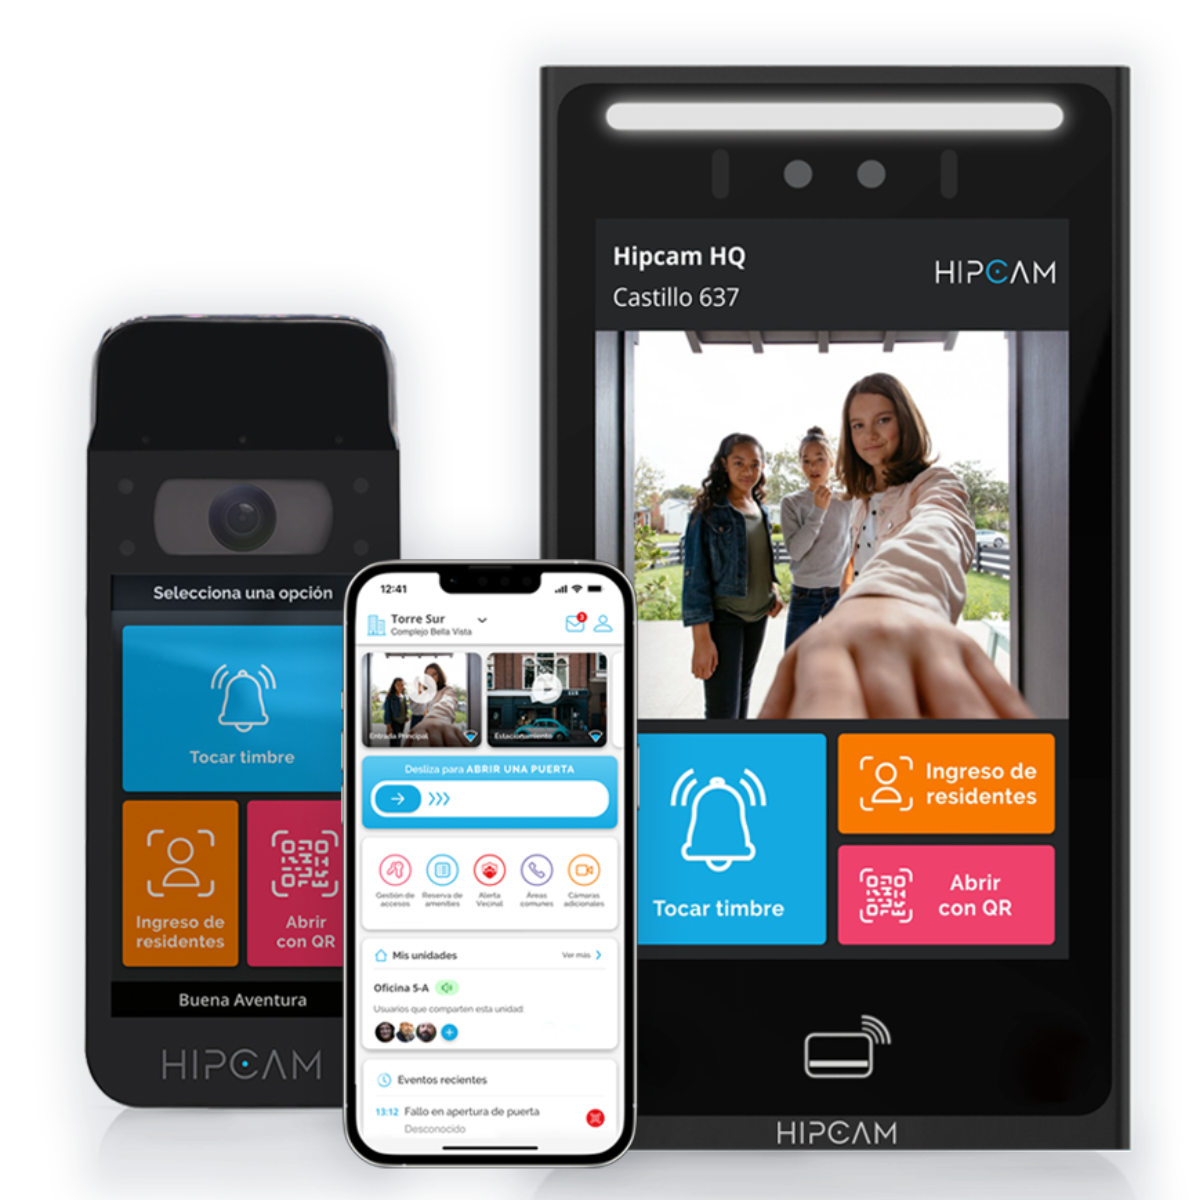 Hipcam HQ
Castillo 637
HIPCAM
Tocar timbre
Ingreso de
residentes
Abrir
con QR
HIPCAM
Selecciona una opción
Tocar timbre
Ingreso de
residentes
Abrir
con QR
Buena Aventura
HIPCAM
12:41
Torre Sur
Complejo Bella Vista
3
Entrada Principal
Estacionamiento
Desliza para ABRIR UNA PUERTA
Gestión de
accesos
Reserva de
amenities
Alerta
Vecinal
Áreas
comunes
Cámaras
adicionales
Mis unidades
Ver más
Oficina 5-A
Usuarios que comparten esta unidad:
Eventos recientes
13:12 Fallo en apertura de puerta
Desconocido